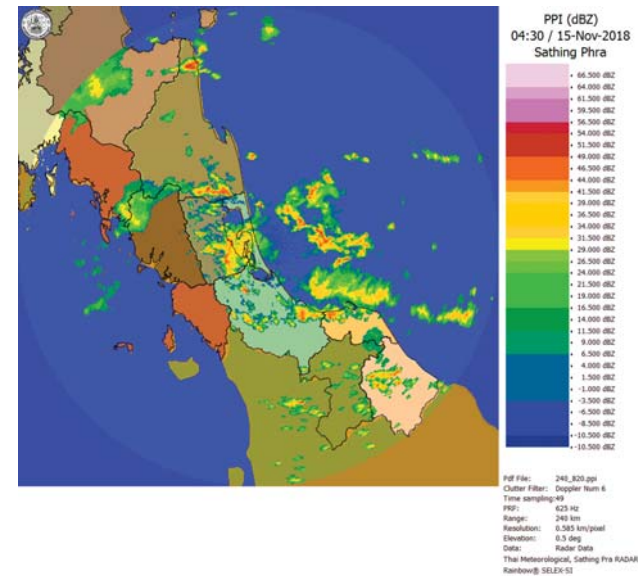 PPI (dBZ)
04:30 / 15-Nov-2018
Sathing Phra
66.500 dBZ
64.000 dBZ
61.500 dBZ
59.500 dBZ
56.500 dBZ
54.000 dBZ
51.500 dBZ
49.000 dBZ
46.500 dBZ
44.000 dBZ
41.500 dBZ
39.000 dBZ
36.500 dBZ
34.000 dBZ
31.500 dBZ
29.000 dBZ
26.500 dBZ
24.000 dBZ
21.500 dBZ
19.000 dBZ
16.500 dBZ
14.000 dBZ
11.500 dBZ
9.000 dBZ
6.500 dBZ
4.000 dBZ
1.500 dBZ
-1.000 dBZ
-3.500 dBZ
-6.500 dBZ
-8.500 dBZ
-10.500 dBZ
Pdf File: 240_B20.ppi
Clutter Filter: Doppler Num 6
Time sampling:49
PRF: 625 Hz
Range: 240 km
Resolution: 0.585 km/pixel
Elevation: 0.5 deg
Data: Radar Data
Thai Meteorological, Sathing Pra RADAR
Rainbow® SELEX-SI